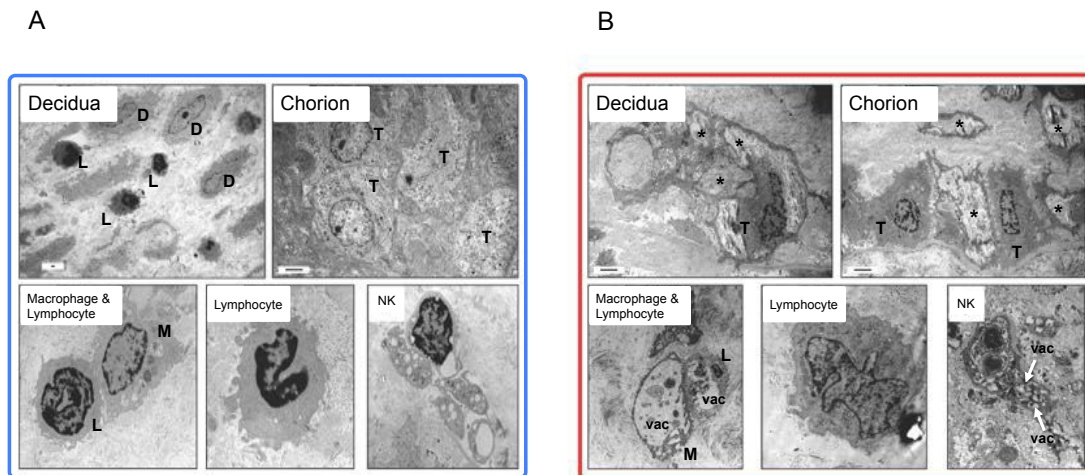 A
B
Decidua
D
D
L
L
L
D
Chorion
T
T
T
T
Macrophage &
Lymphocyte
M
L
Lymphocyte
NK
Decidua
*
*
*
T
Chorion
*
*
T
*
*
T
Macrophage &
Lymphocyte
L
vac
vac
M
Lymphocyte
NK
vac
vac